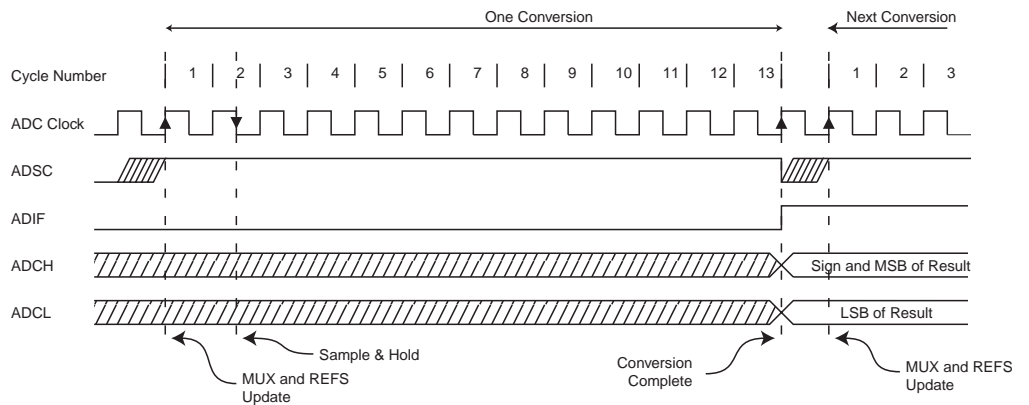 One Conversion
Next Conversion
Cycle Number
1 2 3 4 5 6 7 8 9 10 11 12 13 1 2 3
ADC Clock
ADSC
ADIF
ADCH
Sign and MSB of Result
ADCL
LSB of Result
Sample & Hold
MUX and REFS
Update
Conversion
Complete
MUX and REFS
Update